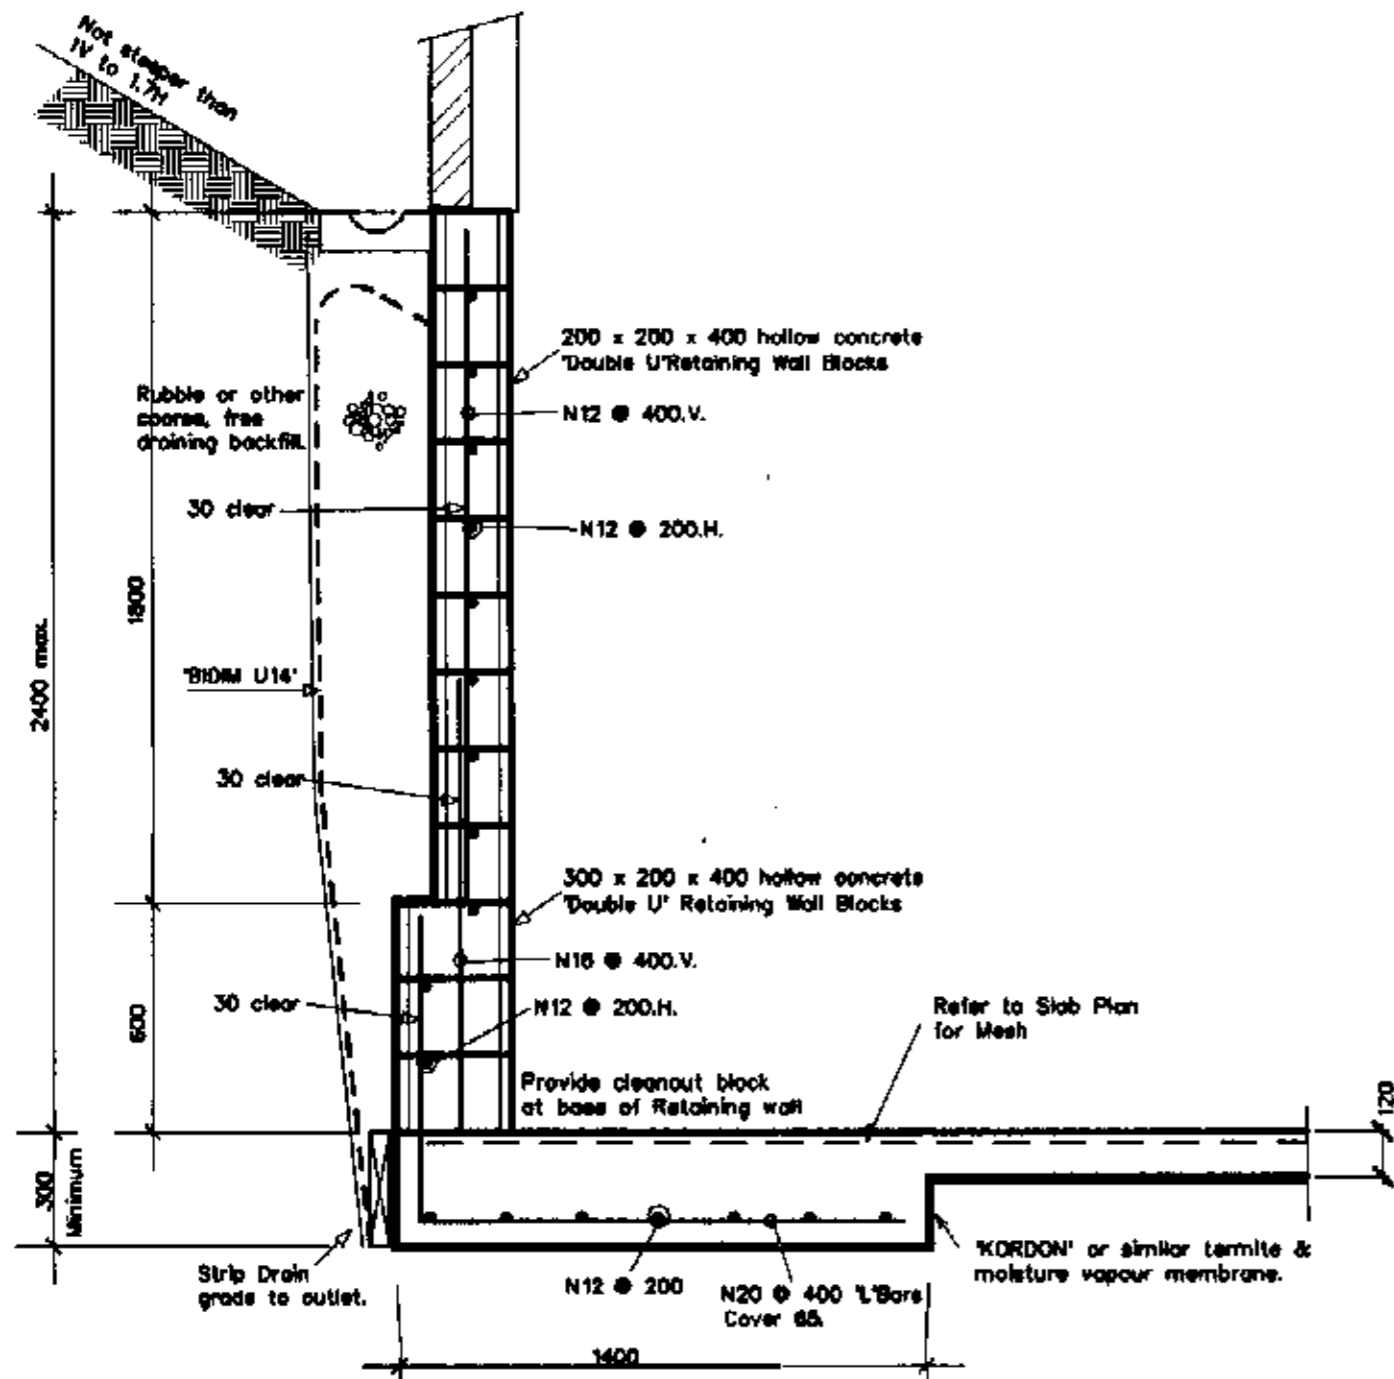 Not steeper than
1V to 1.7H
200 x 200 x 400 hollow concrete
'Double U'Retaining Wall Blocks
Rubble or other
coarse, free
draining backfill.
N12 @ 400.V.
30 clear
N12 @ 200.H.
1800
2400 max.
'BIDIM U14'
30 clear
300 x 200 x 400 hollow concrete
'Double U' Retaining Wall Blocks
N16 @ 400.V.
30 clear
N12 @ 200.H.
600
Refer to Slab Plan
for Mesh
Provide cleanout block
at base of Retaining wall
120
300
Minimum
Strip Drain
grade to outlet.
N12 @ 200
N20 @ 400 'L'Bars
Cover 65.
'KORDON' or similar termite &
moisture vapour membrane.
1400